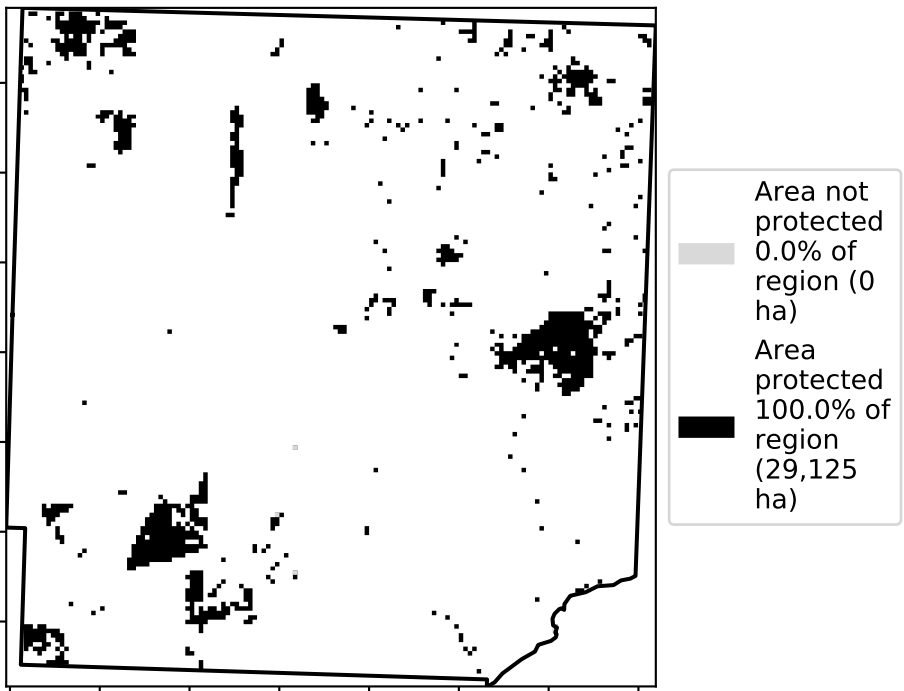 Area not
protected
0.0% of
region (0
ha)
Area
protected
100.0% of
region
(29,125
ha)